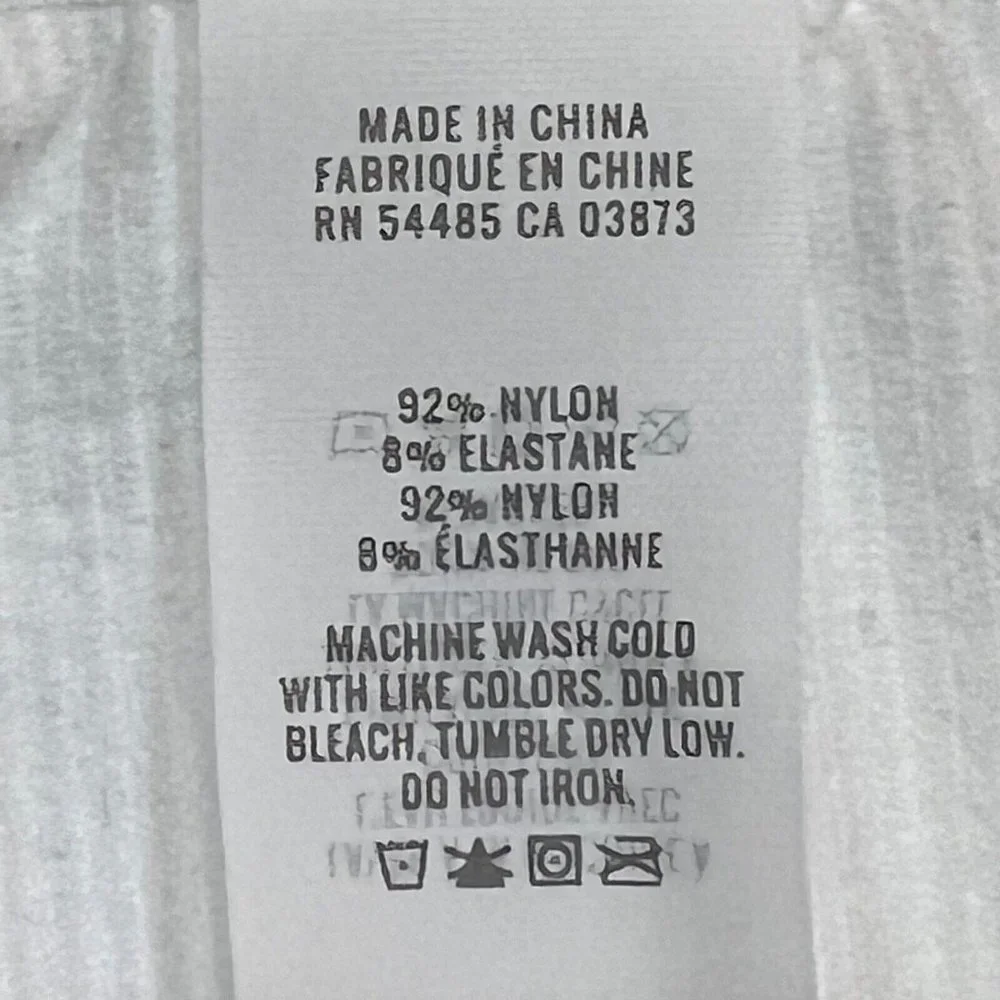 MADE IN CHINA
FABRIQUÉ EN CHINE
RN 54485 CA 03873
92% NYLON
8% ELASTANE
92% NYLON
8% ÉLASTHANNE
MACHINE WASH COLD
WITH LIKE COLORS. DO NOT
BLEACH. TUMBLE DRY LOW.
DO NOT IRON.